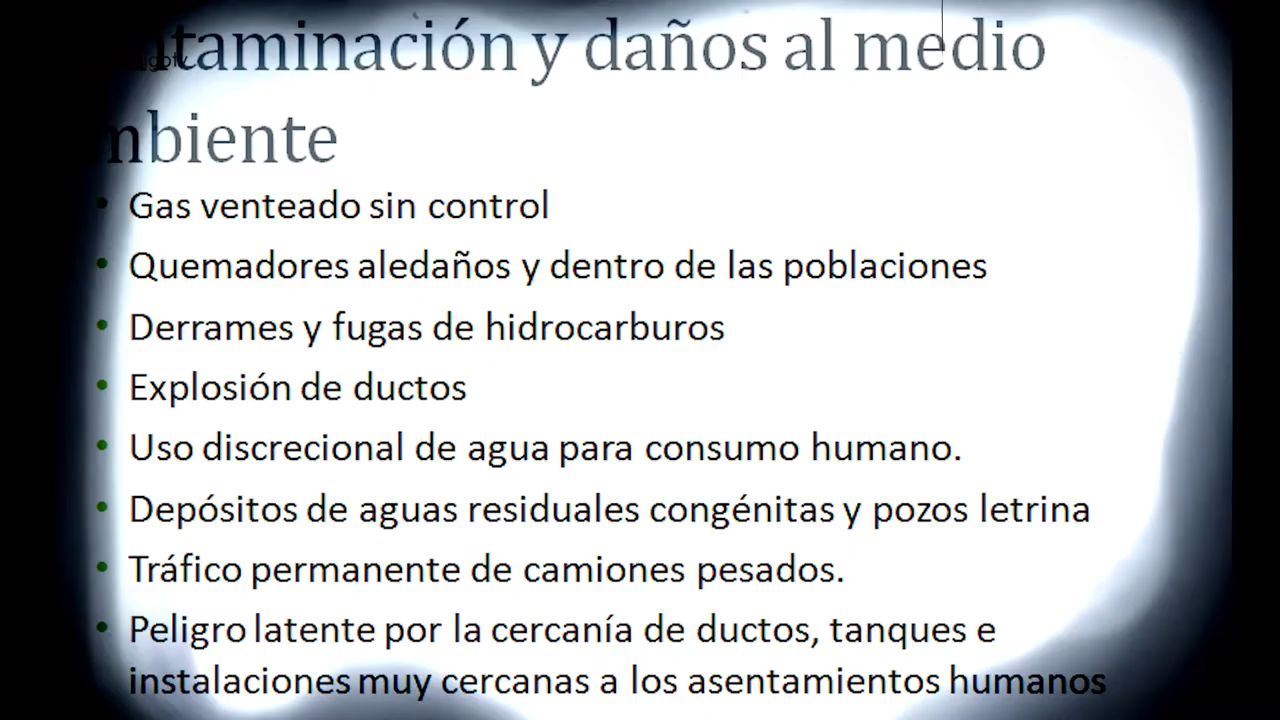 ntaminación y daños al medio
mbiente
• Gas venteado sin control
• Quemadores aledaños y dentro de las poblaciones
• Derrames y fugas de hidrocarburos
• Explosión de ductos
• Uso discrecional de agua para consumo humano.
• Depósitos de aguas residuales congénitas y pozos letrina
• Tráfico permanente de camiones pesados.
• Peligro latente por la cercanía de ductos, tanques e
instalaciones muy cercanas a los asentamientos humanos